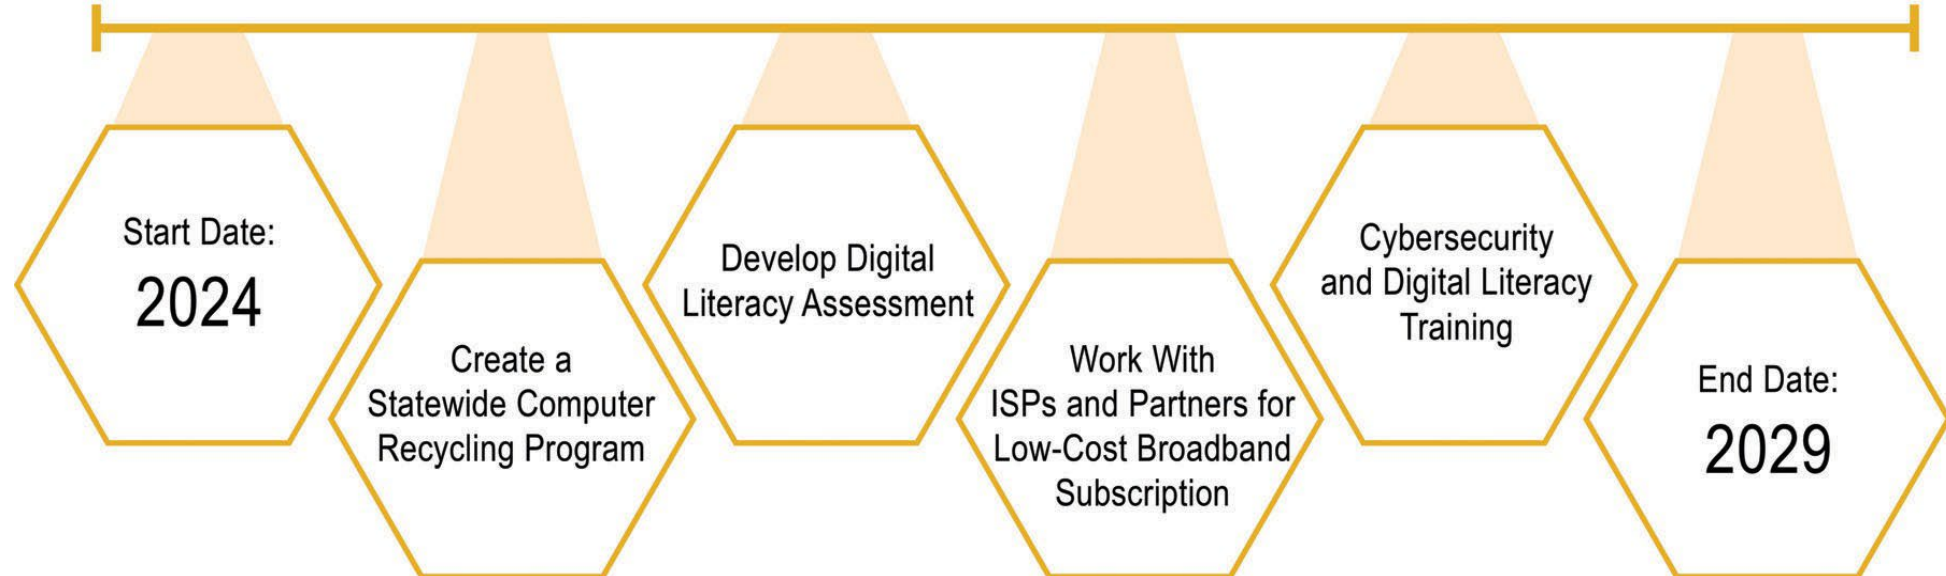 Start Date:
2024
Create a
Statewide Computer
Recycling Program
Develop Digital
Literacy Assessment
Work With
ISPs and Partners for
Low-Cost Broadband
Subscription
Cybersecurity
and Digital Literacy
Training
End Date:
2029